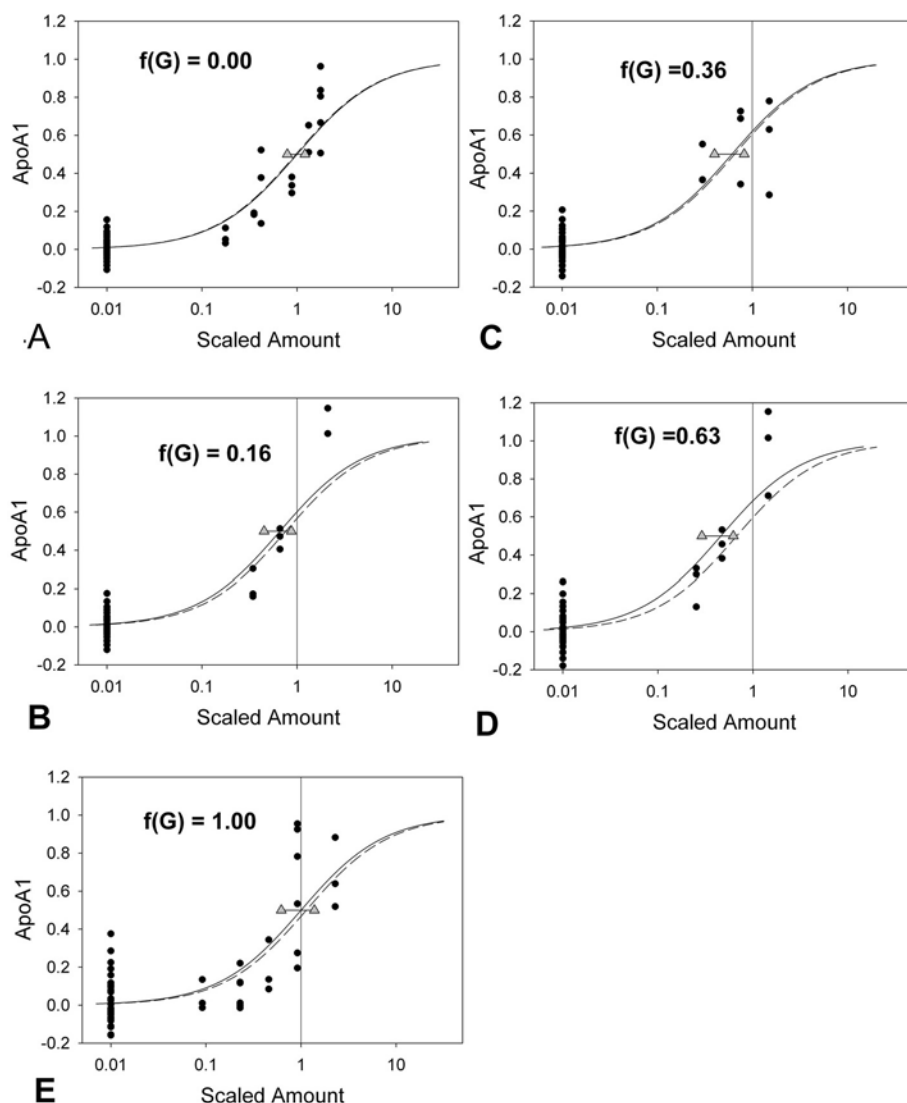 1.2
1.0
0.8
0.6
0.4
0.2
0.0
-0.2
ApoA1
f(G) = 0.00
0.01 0.1 1 10
Scaled Amount
.A
1.2
1.0
0.8
0.6
0.4
0.2
0.0
-0.2
ApoA1
f(G) =0.36
0.01 0.1 1 10
Scaled Amount
C
1.2
1.0
0.8
0.6
0.4
0.2
0.0
-0.2
ApoA1
f(G) = 0.16
0.01 0.1 1 10
Scaled Amount
B
1.2
1.0
0.8
0.6
0.4
0.2
0.0
-0.2
ApoA1
f(G) =0.63
0.01 0.1 1 10
Scaled Amount
D
1.2
1.0
0.8
0.6
0.4
0.2
0.0
-0.2
ApoA1
f(G) = 1.00
0.01 0.1 1 10
Scaled Amount
E